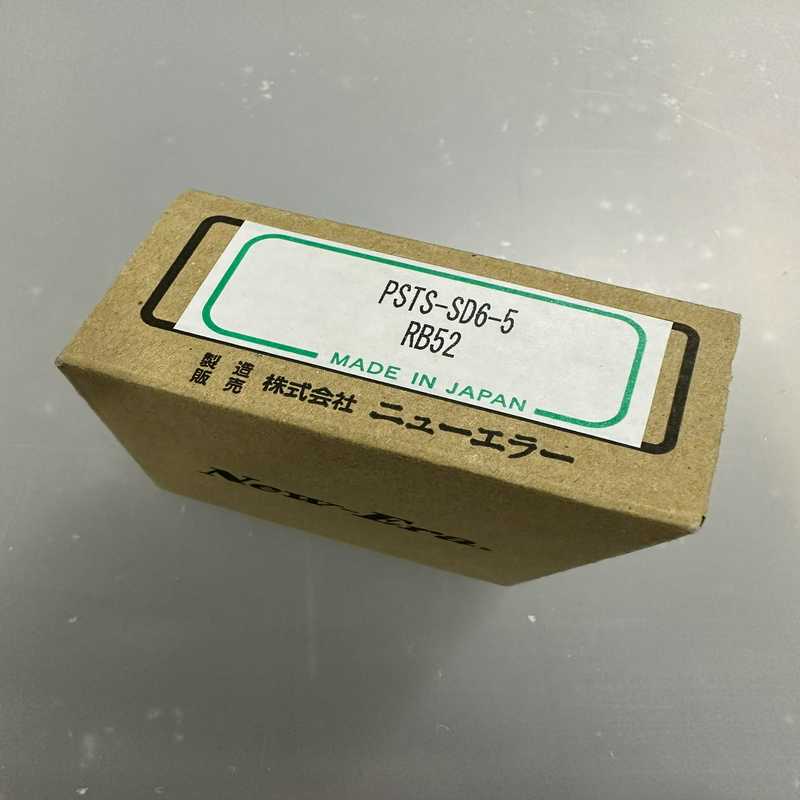 PSTS-SD6-5
RB52
MADE IN JAPAN
製造
販売 株式会社 ニューエラー
New-Era.